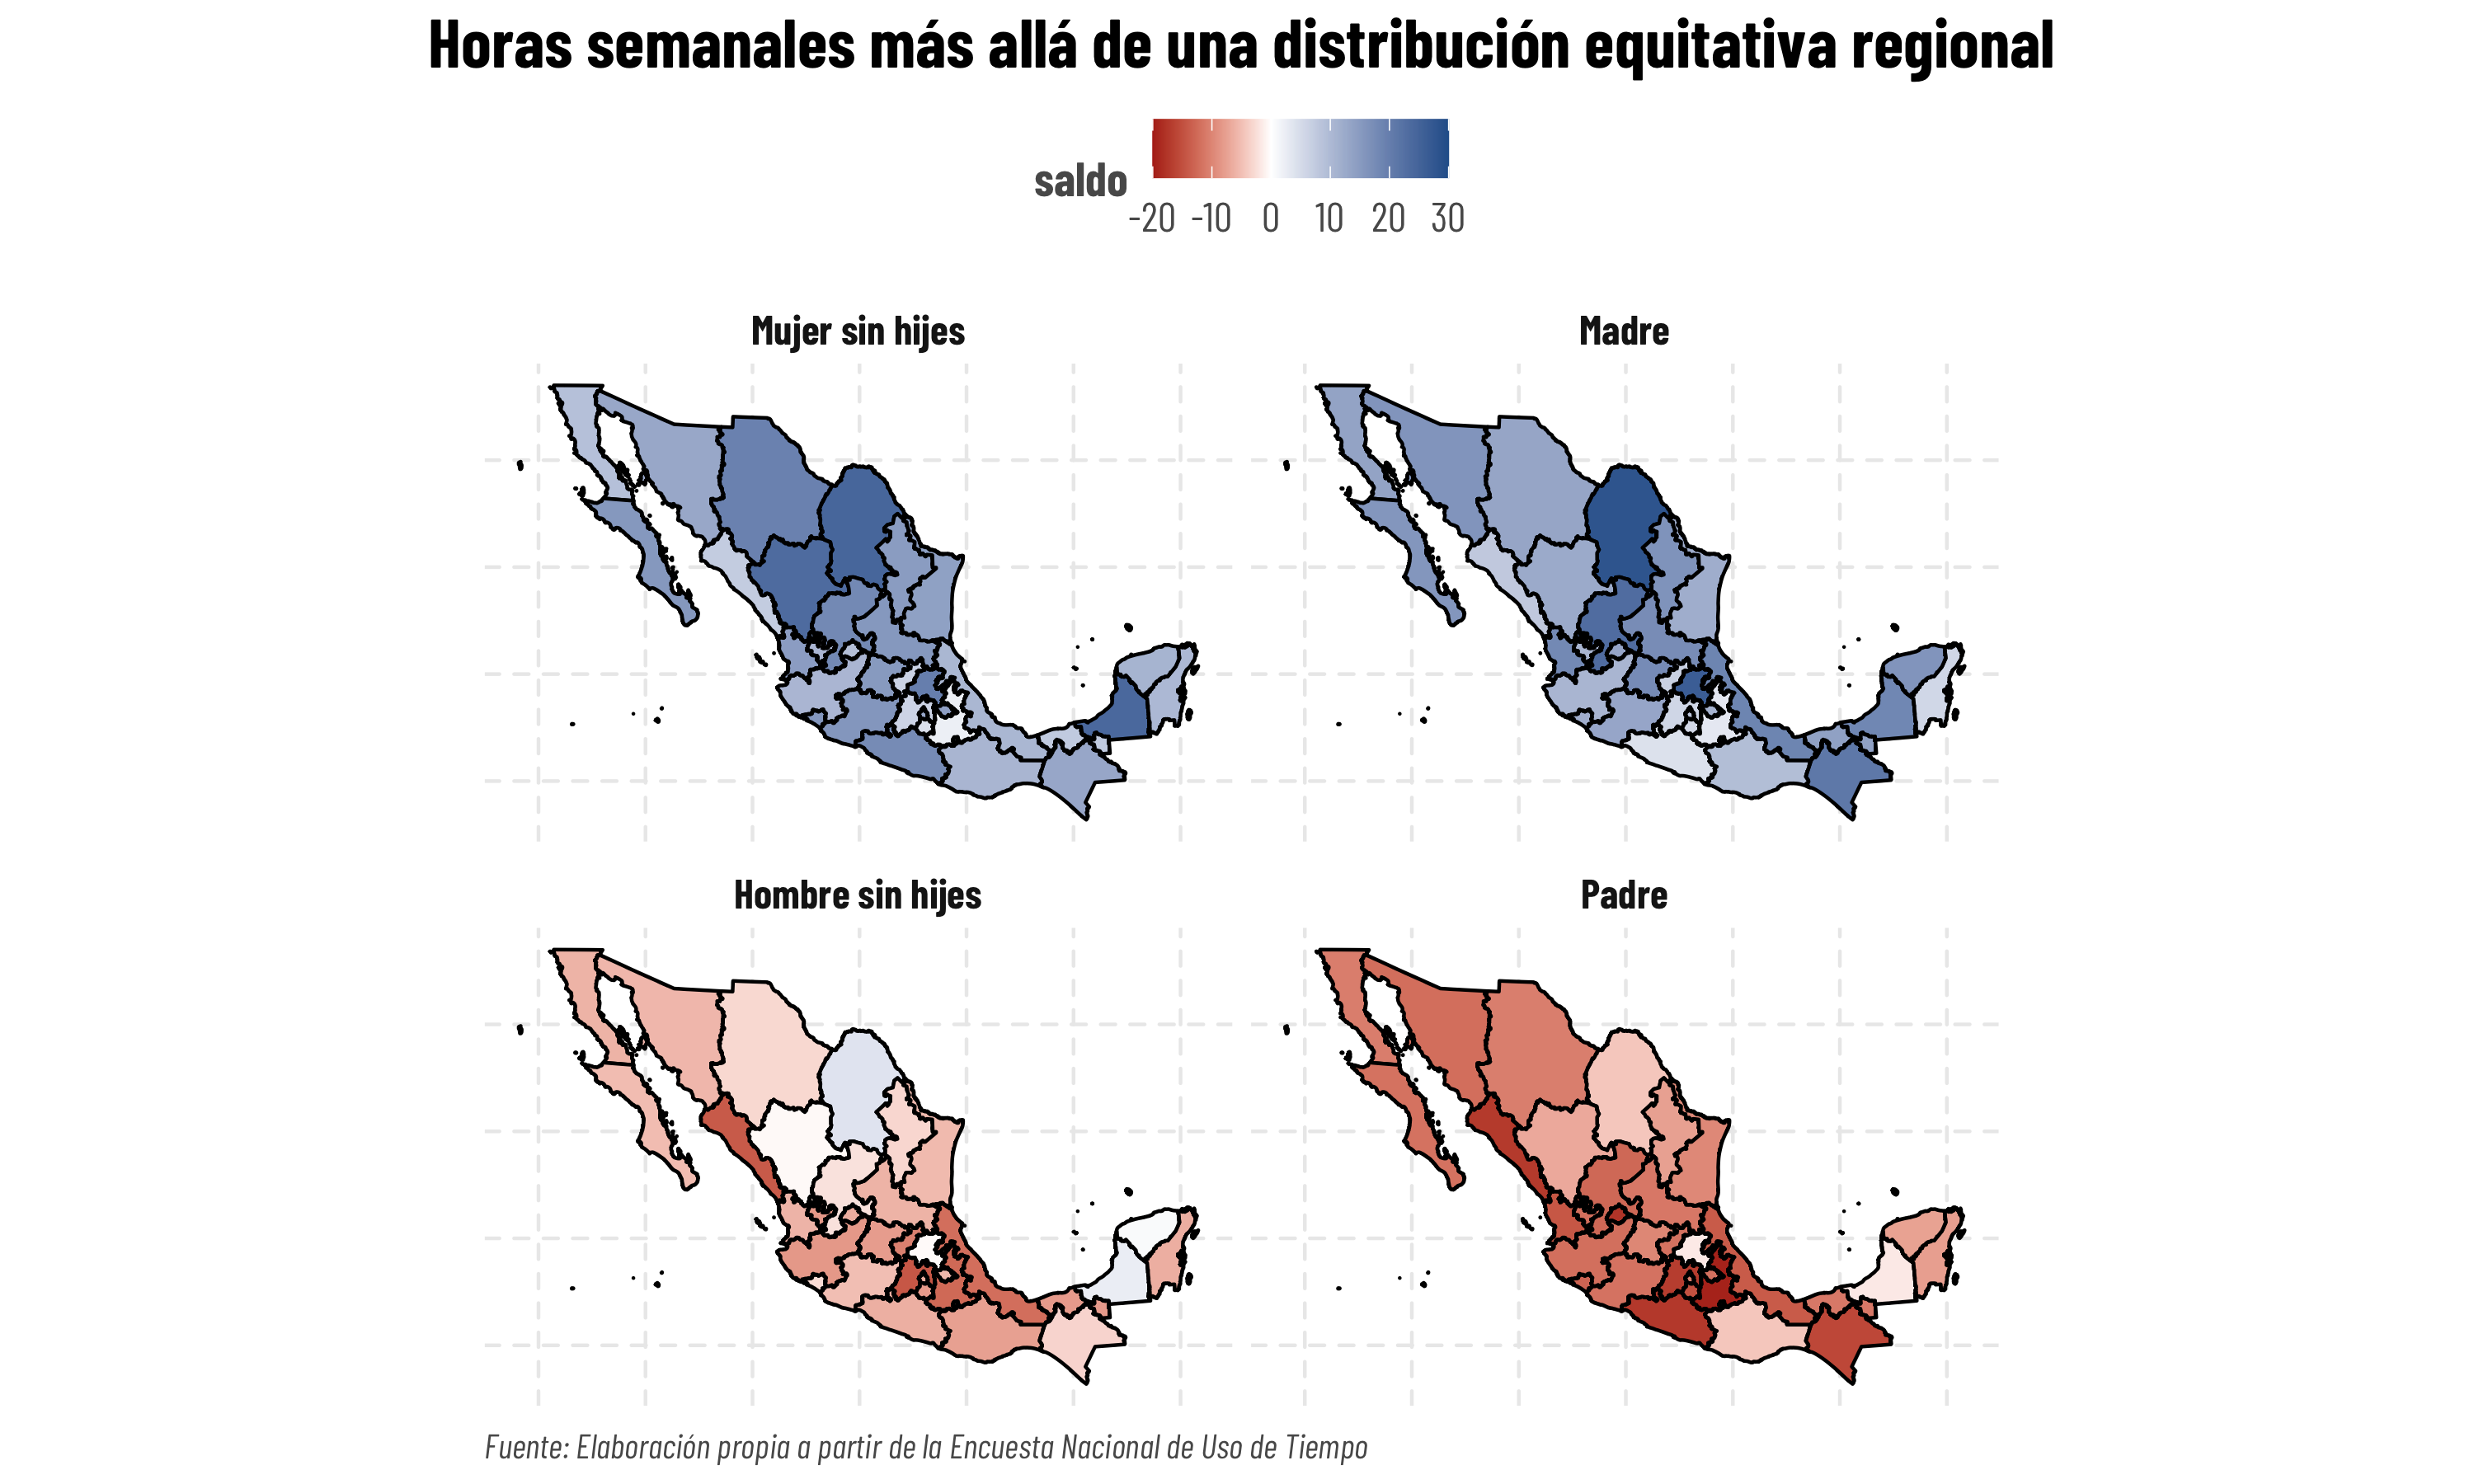 Horas semanales más allá de una distribución equitativa regional
saldo
-20 -10 0 10 20 30
Mujer sin hijes
Madre
Hombre sin hijes
Padre
Fuente: Elaboración propia a partir de la Encuesta Nacional de Uso de Tiempo